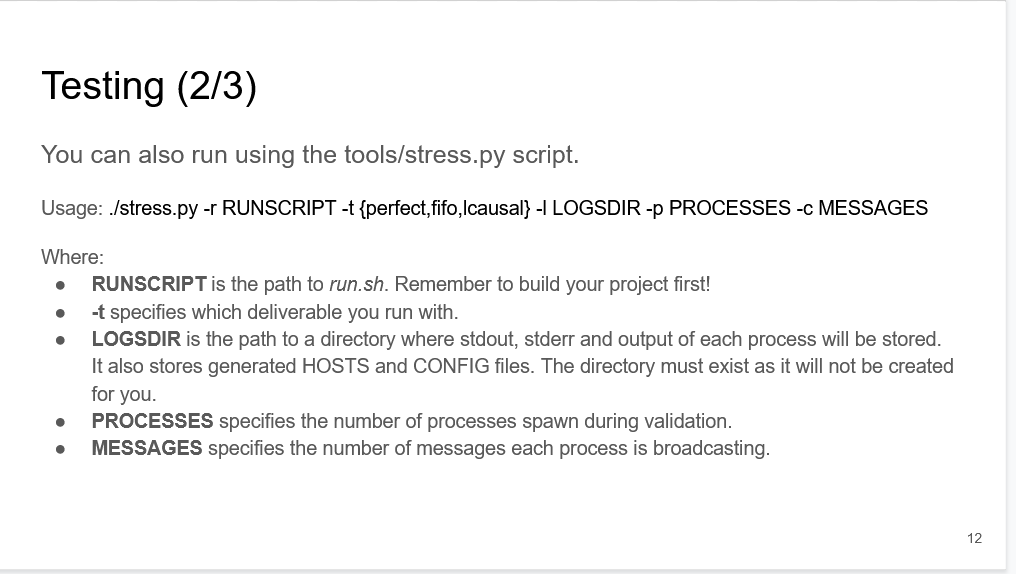 Testing (2/3)
You can also run using the tools/stress.py script.
Usage: ./stress.py -r RUNSCRIPT -t {perfect,fifo,lcausal} -l LOGSDIR -p PROCESSES -c MESSAGES
Where:
● RUNSCRIPT is the path to run.sh. Remember to build your project first!
● -t specifies which deliverable you run with.
● LOGSDIR is the path to a directory where stdout, stderr and output of each process will be stored.
It also stores generated HOSTS and CONFIG files. The directory must exist as it will not be created
for you.
● PROCESSES specifies the number of processes spawn during validation.
● MESSAGES specifies the number of messages each process is broadcasting.
12